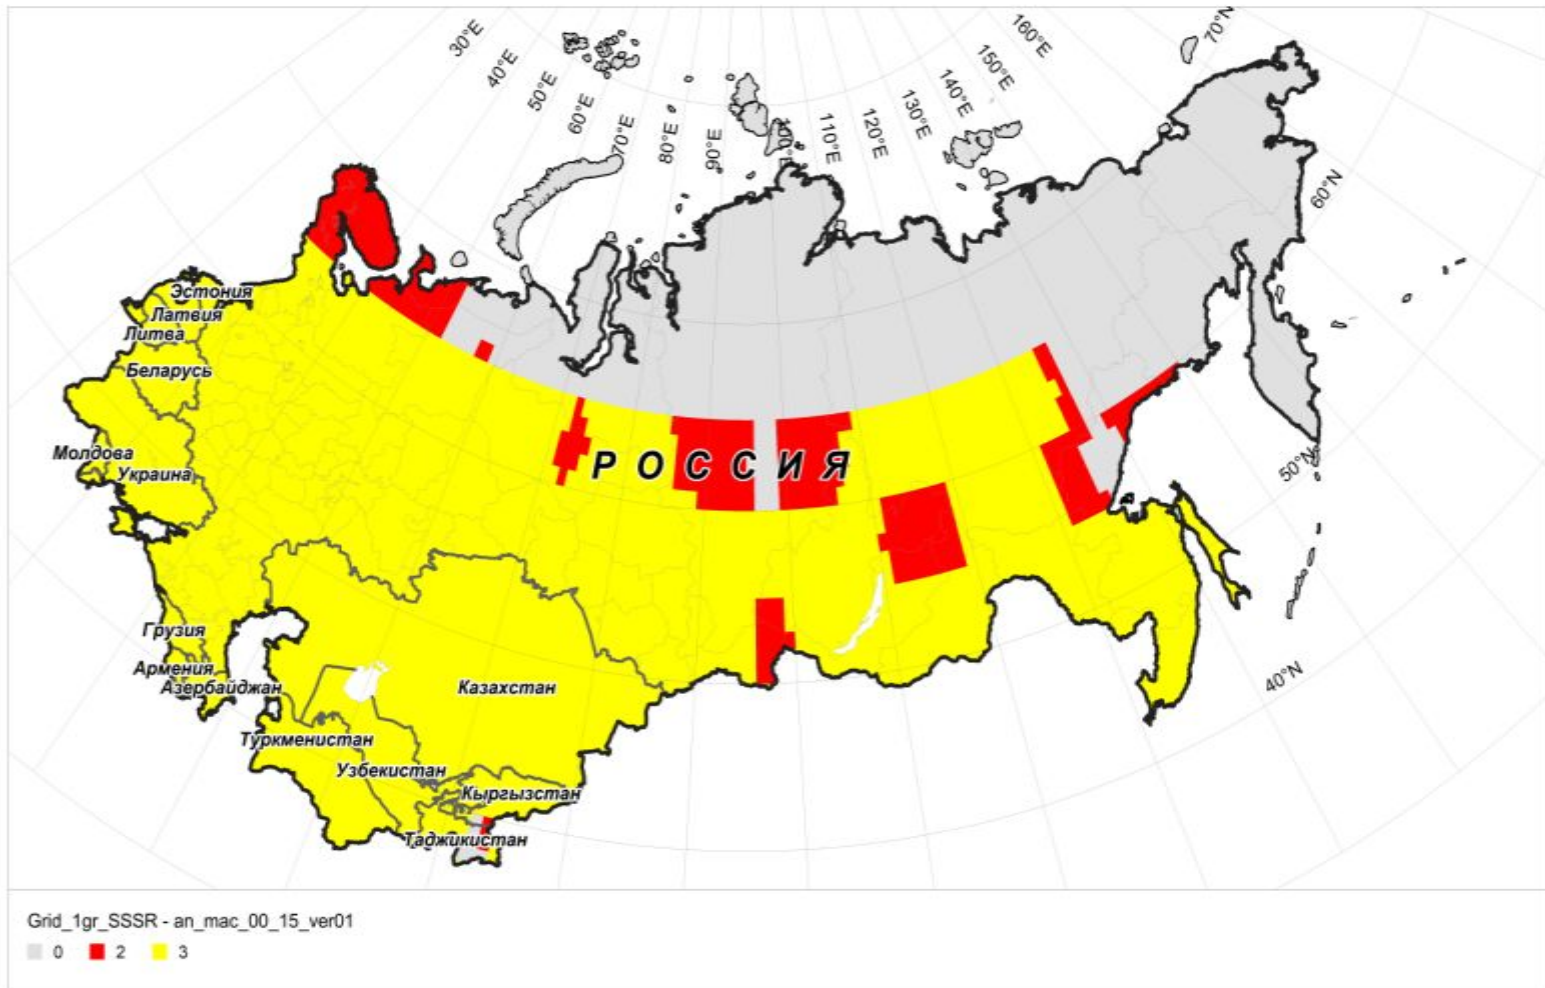 30°E
40°E
50°E
60°E
70°E
80°E
90°E
100°E
110°E
120°E
130°E
140°E
150°E
160°E
70°N
60°N
50°N
40°N
Эстония
Латвия
Литва
Беларусь
Молдова
Украина
РОССИЯ
Грузия
Армения
Азербайджан
Казахстан
Туркменистан
Узбекистан
Кыргызстан
Таджикистан
Grid_1gr_SSSR - an_mac_00_15_ver01
0 2 3